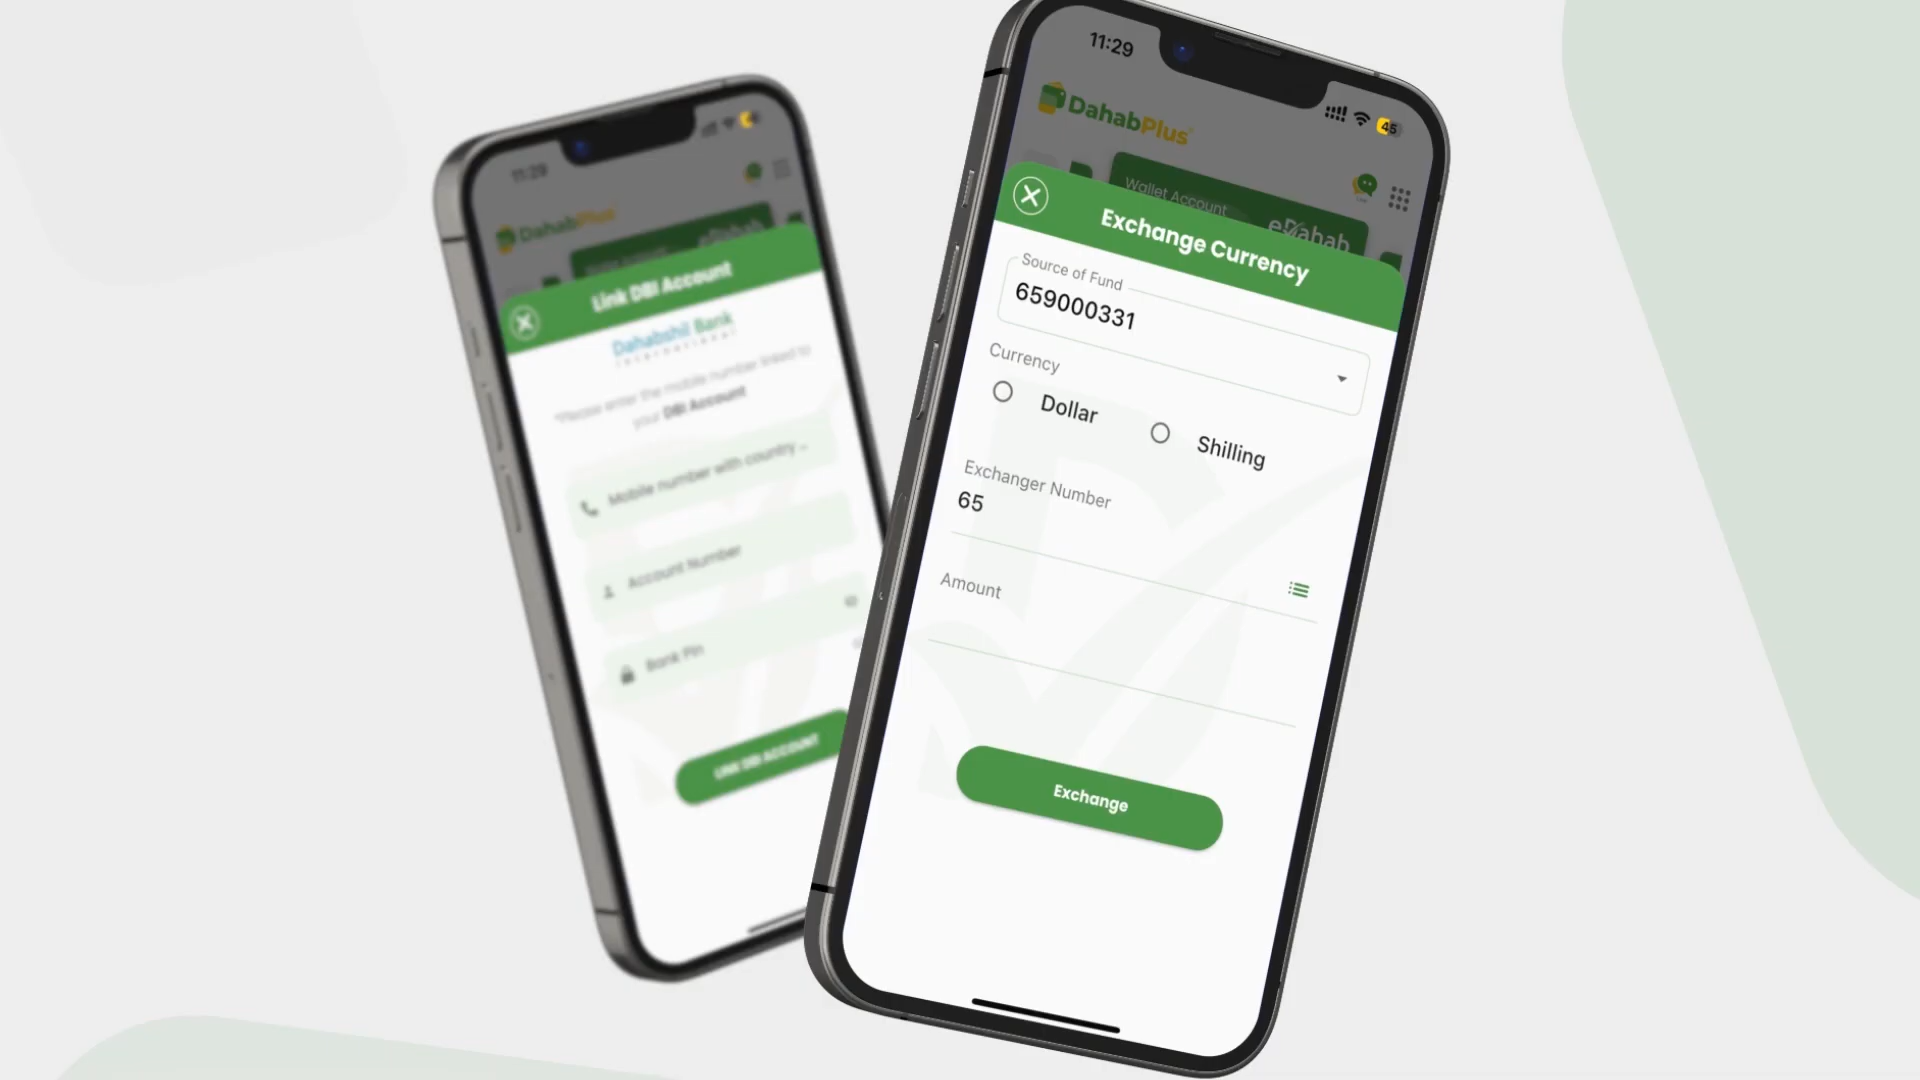 11:29
DahabPlus
Link DBI Account
Dahabshil Bank
International
*Please enter the mobile number linked to
your DBI Account
Mobile number with country ...
Account Number
Bank Pin
LINK DBI ACCOUNT
11:29
45
DahabPlus
Wallet Account
eDahab
Exchange Currency
Source of Fund
659000331
Currency
Dollar
Shilling
Exchanger Number
65
Amount
Exchange